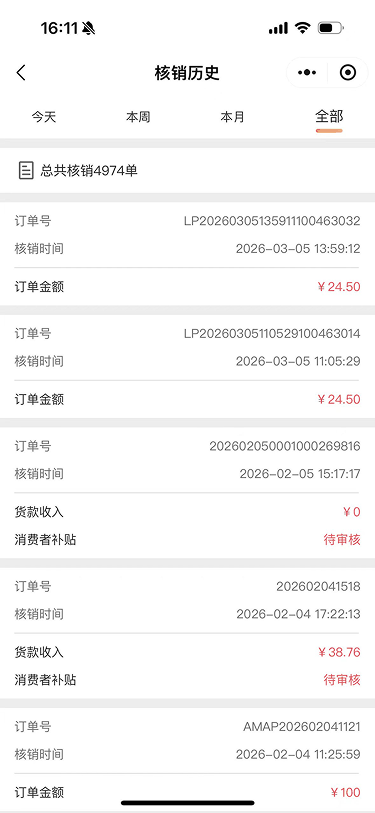 16:11
核销历史
今天 本周 本月 全部
总共核销4974单
订单号 LP20260305135911100463032
核销时间 2026-03-05 13:59:12
订单金额 ￥24.50
订单号 LP20260305110529100463014
核销时间 2026-03-05 11:05:29
订单金额 ￥24.50
订单号 202602050001000269816
核销时间 2026-02-05 15:17:17
货款收入 ￥0
消费者补贴 待审核
订单号 202602041518
核销时间 2026-02-04 17:22:13
货款收入 ￥38.76
消费者补贴 待审核
订单号 AMAP202602041121
核销时间 2026-02-04 11:25:59
订单金额 ￥100